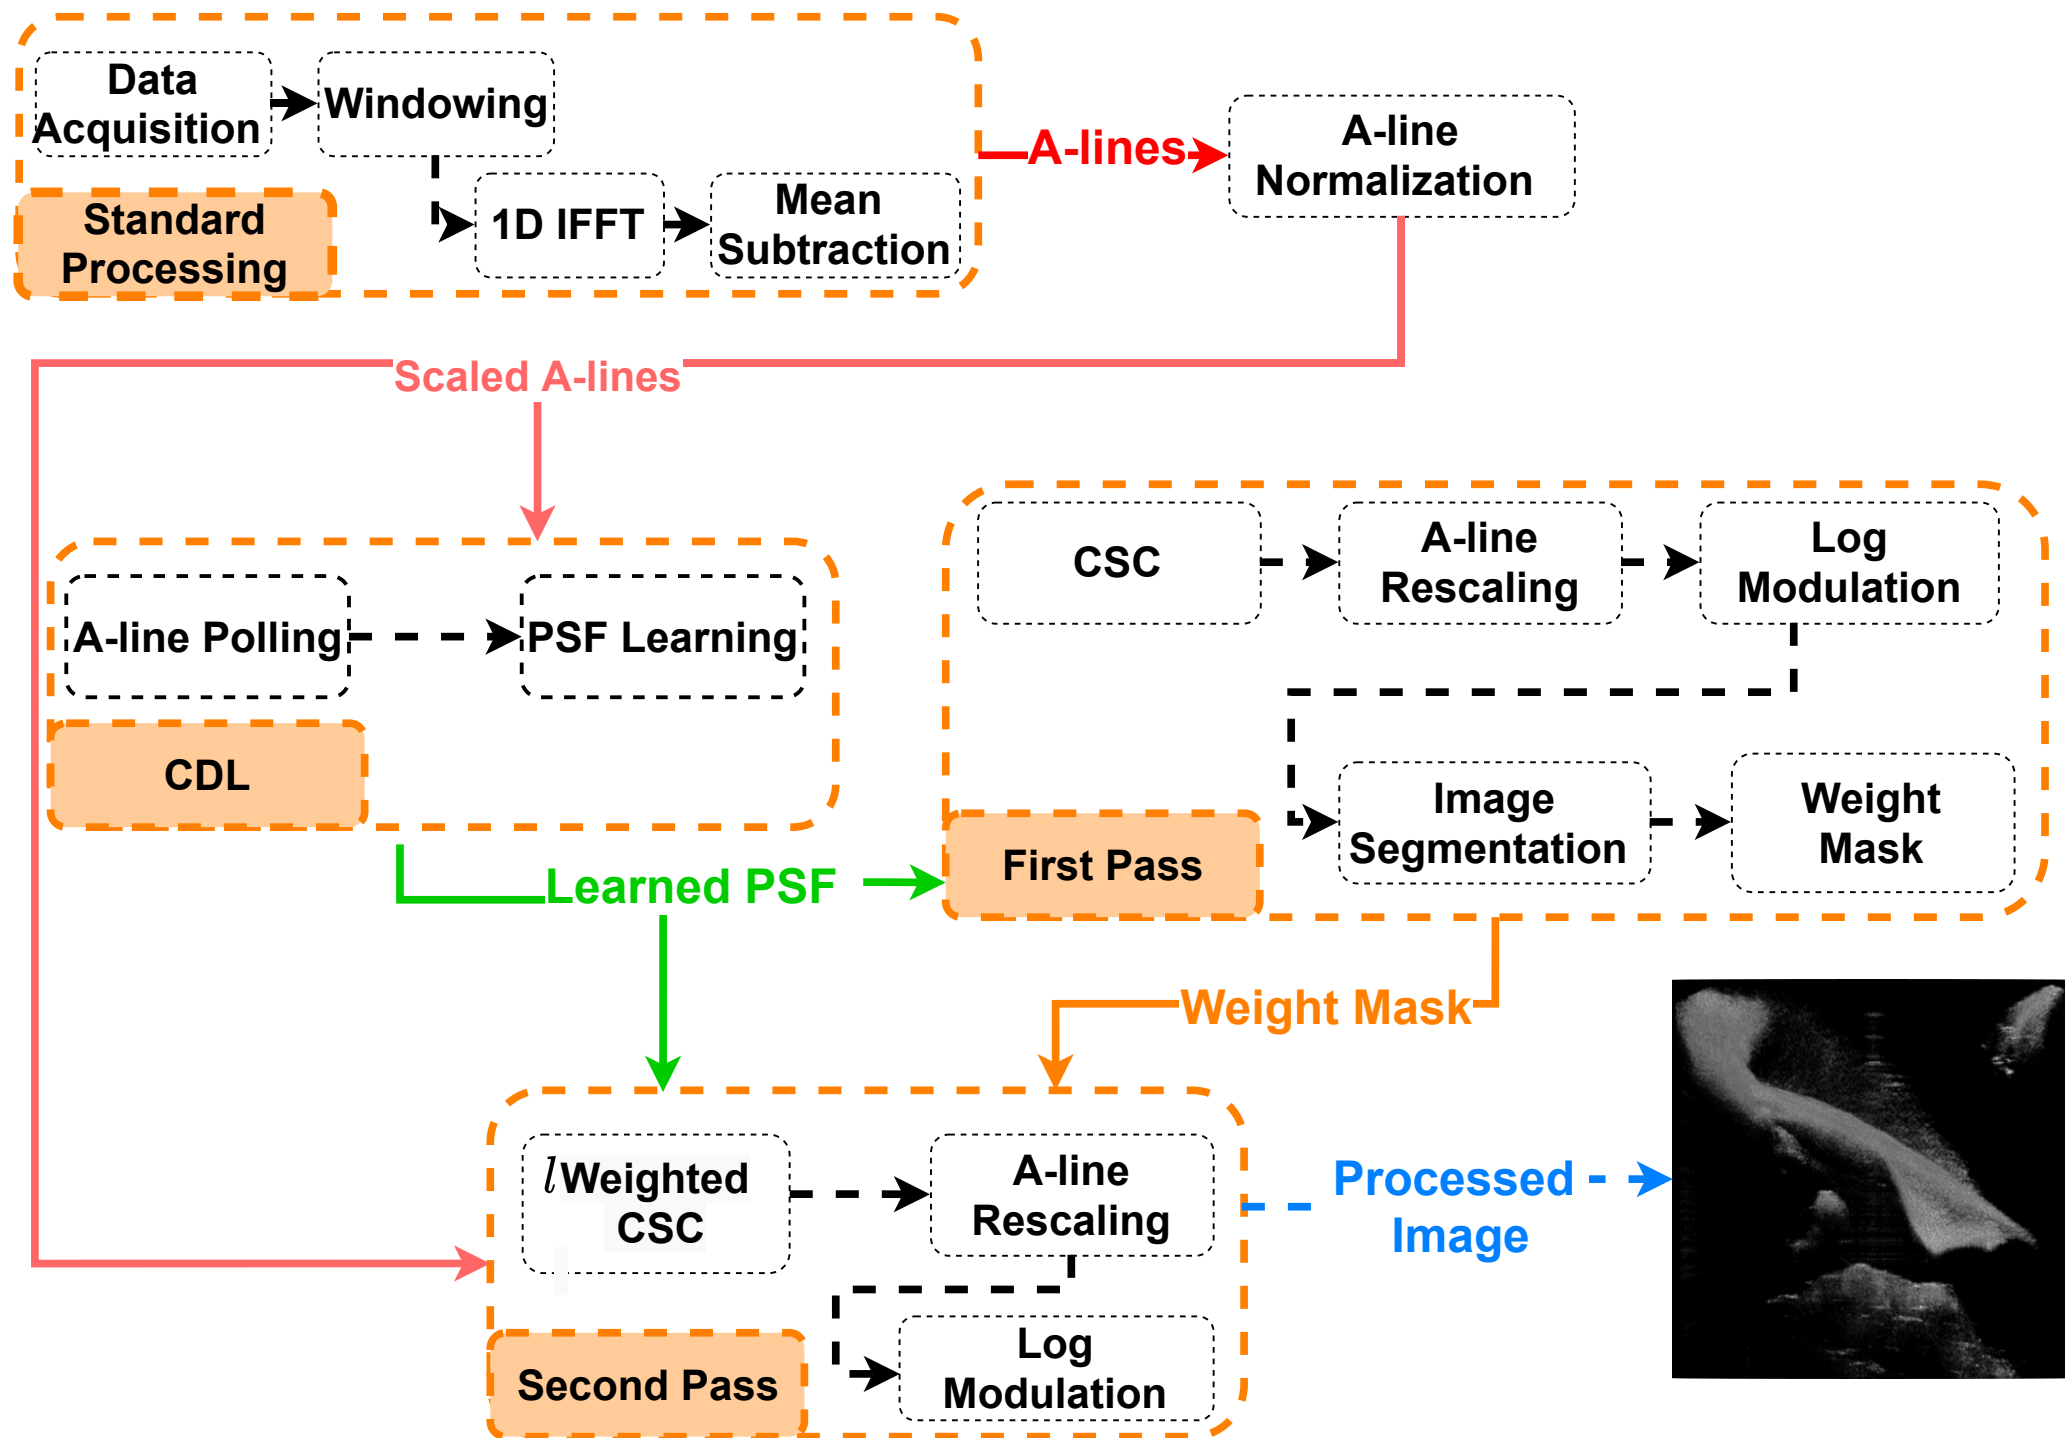 Data
Acquisition
Windowing
1D IFFT
Mean
Subtraction
Standard
Processing
A-lines
A-line
Normalization
Scaled A-lines
A-line Polling
PSF Learning
CDL
CSC
A-line
Rescaling
Log
Modulation
Image
Segmentation
Weight
Mask
First Pass
Learned PSF
Weight Mask
l Weighted
CSC
A-line
Rescaling
Log
Modulation
Second Pass
Processed
Image